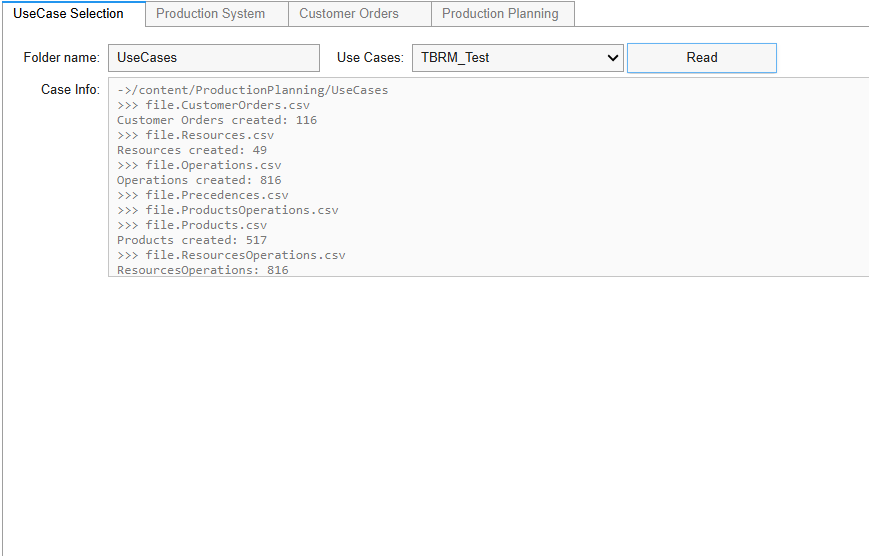 UseCase Selection Production System Customer Orders Production Planning
Folder name: UseCases Use Cases: TBRM_Test Read
Case Info:
->/content/ProductionPlanning/UseCases
>>> file.CustomerOrders.csv
Customer Orders created: 116
>>> file.Resources.csv
Resources created: 49
>>> file.Operations.csv
Operations created: 816
>>> file.Precedences.csv
>>> file.ProductsOperations.csv
>>> file.Products.csv
Products created: 517
>>> file.ResourcesOperations.csv
ResourcesOperations: 816